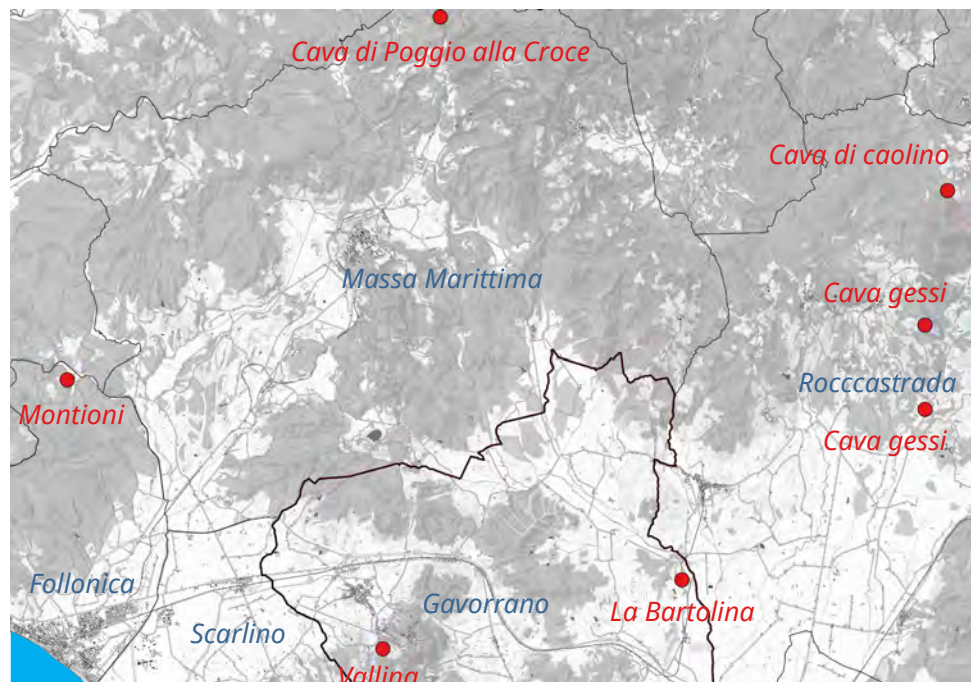 Cava di Poggio alla Croce
Cava di caolino
Massa Marittima
Cava gessi
Rocccastrada
Montioni
Cava gessi
Follonica
Gavorrano
La Bartolina
Scarlino
Vallina